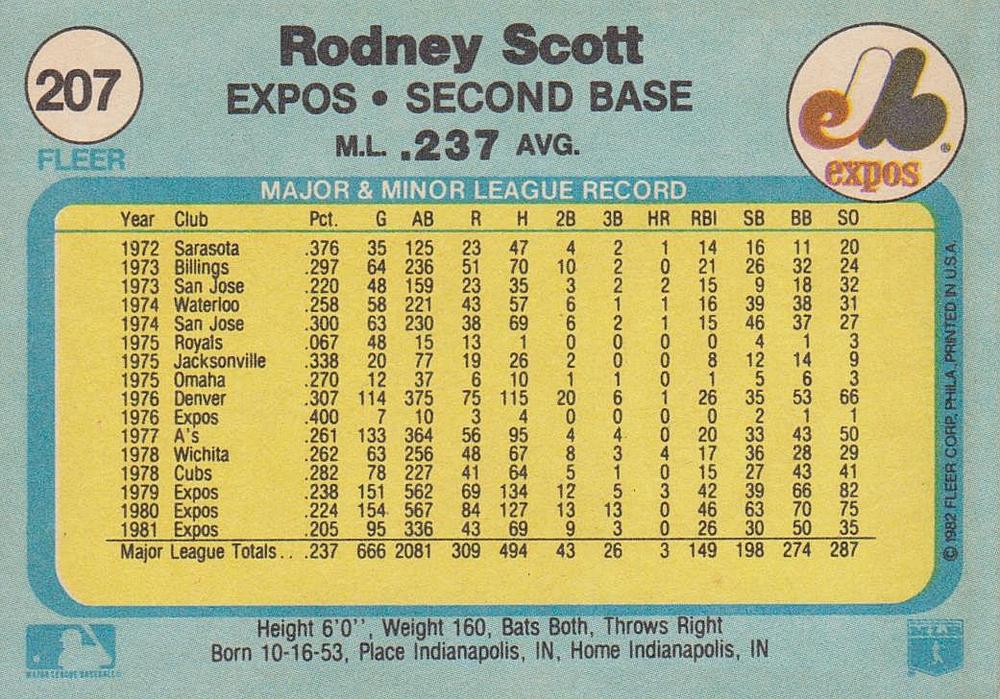 207
FLEER
Rodney Scott
EXPOS • SECOND BASE
M.L. .237 AVG.
expos
MAJOR & MINOR LEAGUE RECORD
Year Club Pct. G AB R H 2B 3B HR RBI SB BB SO
1972 Sarasota .376 35 125 23 47 4 2 1 14 16 11 20
1973 Billings .297 64 236 51 70 10 2 0 21 26 32 24
1973 San Jose .220 48 159 23 35 3 2 2 15 9 18 32
1974 Waterloo .258 58 221 43 57 6 1 1 16 39 38 31
1974 San Jose .300 63 230 38 69 6 2 1 15 46 37 27
1975 Royals .067 48 15 13 1 0 0 0 0 4 1 3
1975 Jacksonville .338 20 77 19 26 2 0 0 8 12 14 9
1975 Omaha .270 12 37 6 10 1 1 0 1 5 6 3
1976 Denver .307 114 375 75 115 20 6 1 26 35 53 66
1976 Expos .400 7 10 3 4 0 0 0 0 2 1 1
1977 A's .261 133 364 56 95 4 4 0 20 33 43 50
1978 Wichita .262 63 256 48 67 8 3 4 17 36 28 29
1978 Cubs .282 78 227 41 64 5 1 0 15 27 43 41
1979 Expos .238 151 562 69 134 12 5 3 42 39 66 82
1980 Expos .224 154 567 84 127 13 13 0 46 63 70 75
1981 Expos .205 95 336 43 69 9 3 0 26 30 50 35
Major League Totals.. .237 666 2081 309 494 43 26 3 149 198 274 287
© 1982 FLEER CORP. PHILA. PRINTED IN U.S.A.
Height 6'0'', Weight 160, Bats Both, Throws Right
Born 10-16-53, Place Indianapolis, IN, Home Indianapolis, IN
MAJOR LEAGUE BASEBALL